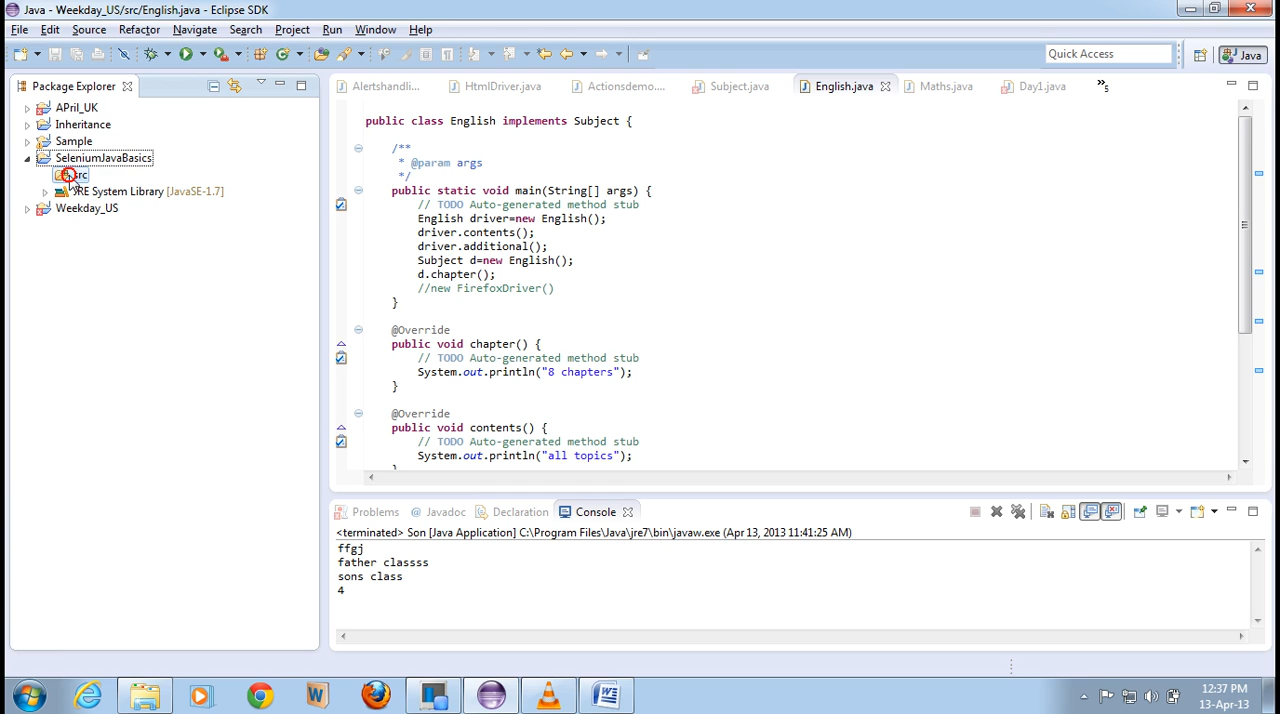 Java - Weekday_US/src/English.java - Eclipse SDK
File Edit Source Refactor Navigate Search Project Run Window Help
Quick Access Java
Package Explorer
Alertshandli... HtmlDriver.java Actionsdemo.... Subject.java English.java Maths.java Day1.java »5
APril_UK
Inheritance
Sample
SeleniumJavaBasics
src
JRE System Library [JavaSE-1.7]
Weekday_US
public class English implements Subject {
/**
* @param args
*/
public static void main(String[] args) {
// TODO Auto-generated method stub
English driver=new English();
driver.contents();
driver.additional();
Subject d=new English();
d.chapter();
//new FirefoxDriver()
}
@Override
public void chapter() {
// TODO Auto-generated method stub
System.out.println("8 chapters");
}
@Override
public void contents() {
// TODO Auto-generated method stub
System.out.println("all topics");
}
Problems @ Javadoc Declaration Console
<terminated> Son [Java Application] C:\Program Files\Java\jre7\bin\javaw.exe (Apr 13, 2013 11:41:25 AM)
ffgj
father classss
sons class
4
12:37 PM
13-Apr-13